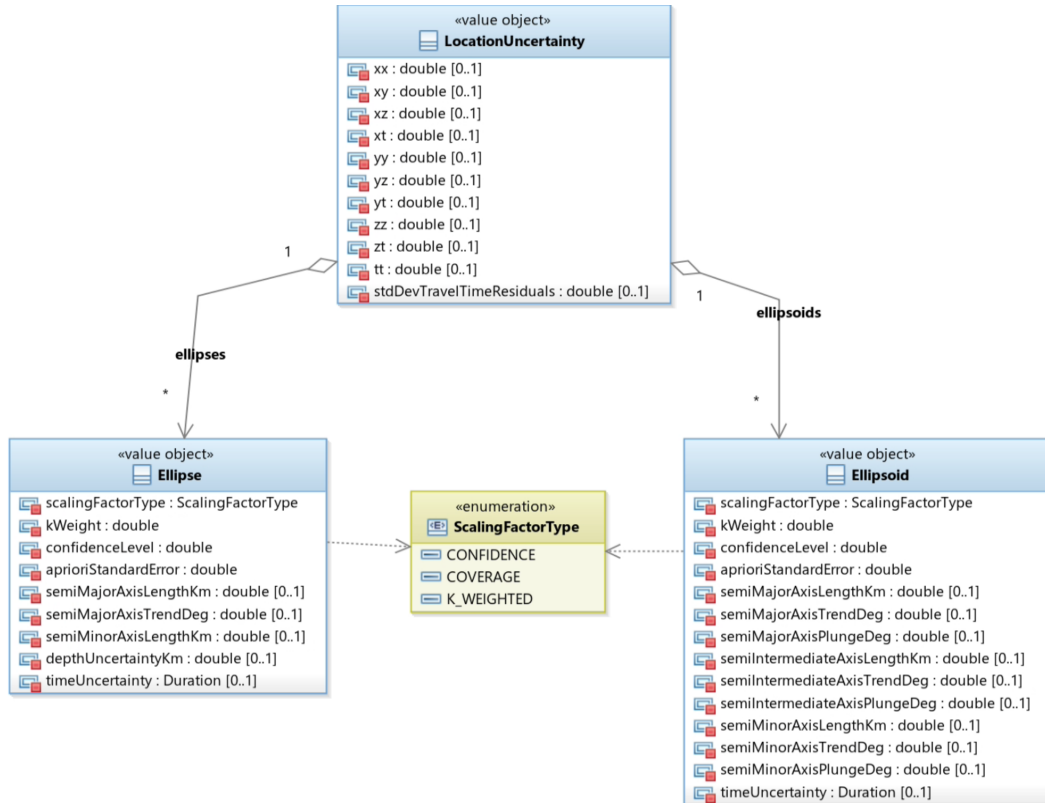 «value object»
LocationUncertainty
xx : double [0..1]
xy : double [0..1]
xz : double [0..1]
xt : double [0..1]
yy : double [0..1]
yz : double [0..1]
yt : double [0..1]
zz : double [0..1]
zt : double [0..1]
tt : double [0..1]
stdDevTravelTimeResiduals : double [0..1]
1
ellipses
*
1
ellipsoids
*
«value object»
Ellipse
scalingFactorType : ScalingFactorType
kWeight : double
confidenceLevel : double
aprioriStandardError : double
semiMajorAxisLengthKm : double [0..1]
semiMajorAxisTrendDeg : double [0..1]
semiMinorAxisLengthKm : double [0..1]
depthUncertaintyKm : double [0..1]
timeUncertainty : Duration [0..1]
«enumeration»
<E> ScalingFactorType
CONFIDENCE
COVERAGE
K_WEIGHTED
«value object»
Ellipsoid
scalingFactorType : ScalingFactorType
kWeight : double
confidenceLevel : double
aprioriStandardError : double
semiMajorAxisLengthKm : double [0..1]
semiMajorAxisTrendDeg : double [0..1]
semiMajorAxisPlungeDeg : double [0..1]
semiIntermediateAxisLengthKm : double [0..1]
semiIntermediateAxisTrendDeg : double [0..1]
semiIntermediateAxisPlungeDeg : double [0..1]
semiMinorAxisLengthKm : double [0..1]
semiMinorAxisTrendDeg : double [0..1]
semiMinorAxisPlungeDeg : double [0..1]
timeUncertainty : Duration [0..1]